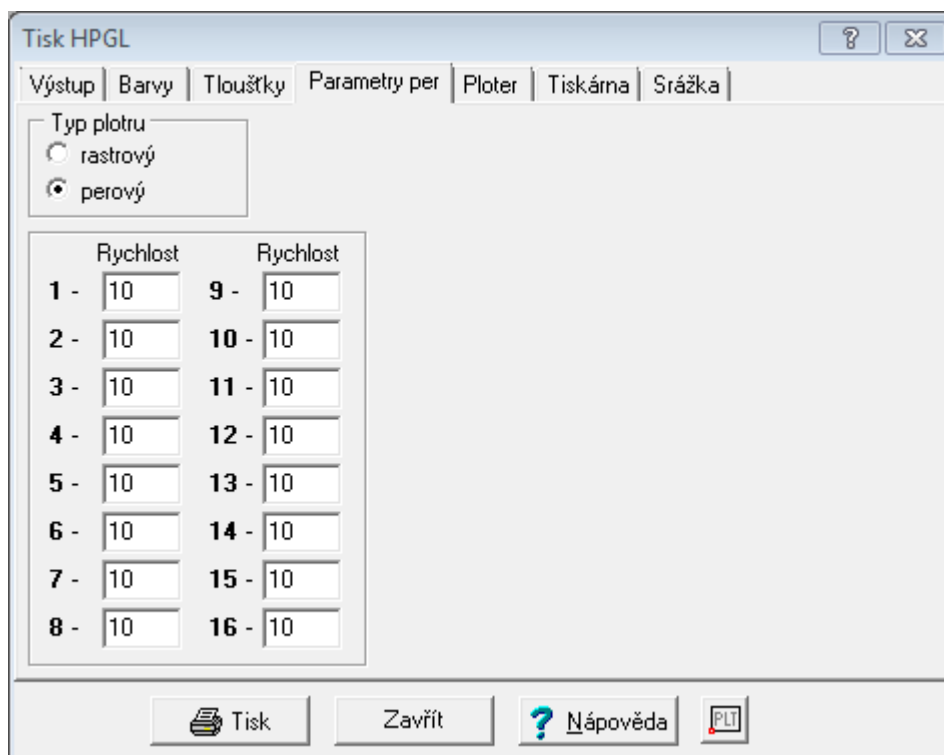 Tisk HPGL
Výstup Barvy Tloušťky Parametry per Ploter Tiskárna Srážka
Typ plotru
rastrový
perový
Rychlost Rychlost
1 - 10 9 - 10
2 - 10 10 - 10
3 - 10 11 - 10
4 - 10 12 - 10
5 - 10 13 - 10
6 - 10 14 - 10
7 - 10 15 - 10
8 - 10 16 - 10
Tisk Zavřít ? Nápověda PLT